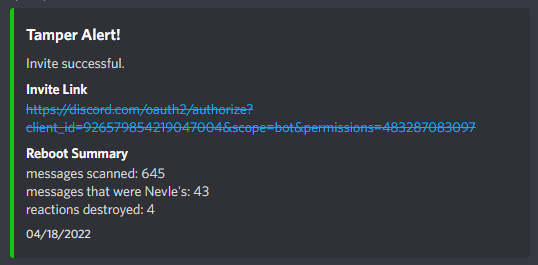 Tamper Alert!
Invite successful.
Invite Link
https://discord.com/oauth2/authorize?
client_id=926579854219047004&scope=bot&permissions=483287083097
Reboot Summary
messages scanned: 645
messages that were Nevle's: 43
reactions destroyed: 4
04/18/2022